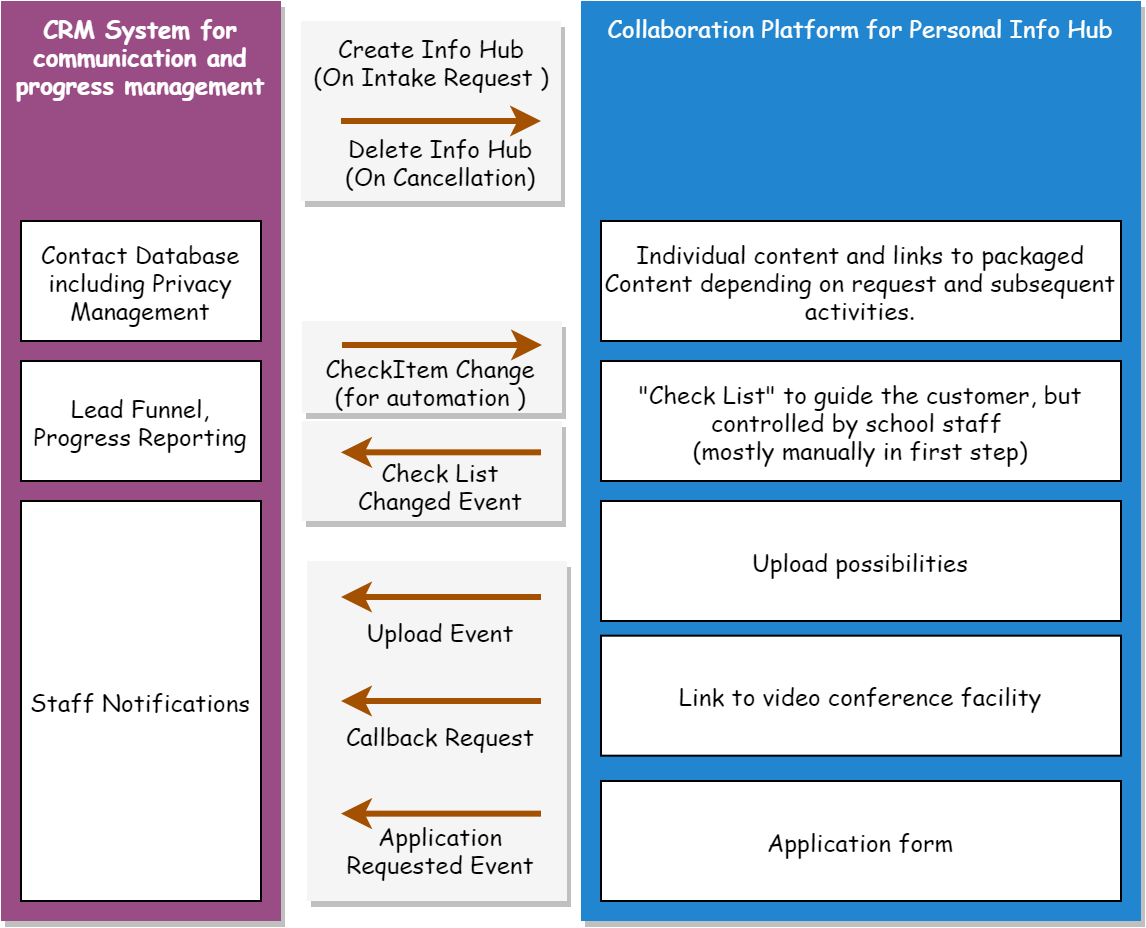 CRM System for
communication and
progress management
Contact Database
including Privacy
Management
Lead Funnel,
Progress Reporting
Staff Notifications
Create Info Hub
(On Intake Request )
Delete Info Hub
(On Cancellation)
CheckItem Change
(for automation )
Check List
Changed Event
Upload Event
Callback Request
Application
Requested Event
Collaboration Platform for Personal Info Hub
Individual content and links to packaged
Content depending on request and subsequent
activities.
"Check List" to guide the customer, but
controlled by school staff
(mostly manually in first step)
Upload possibilities
Link to video conference facility
Application form